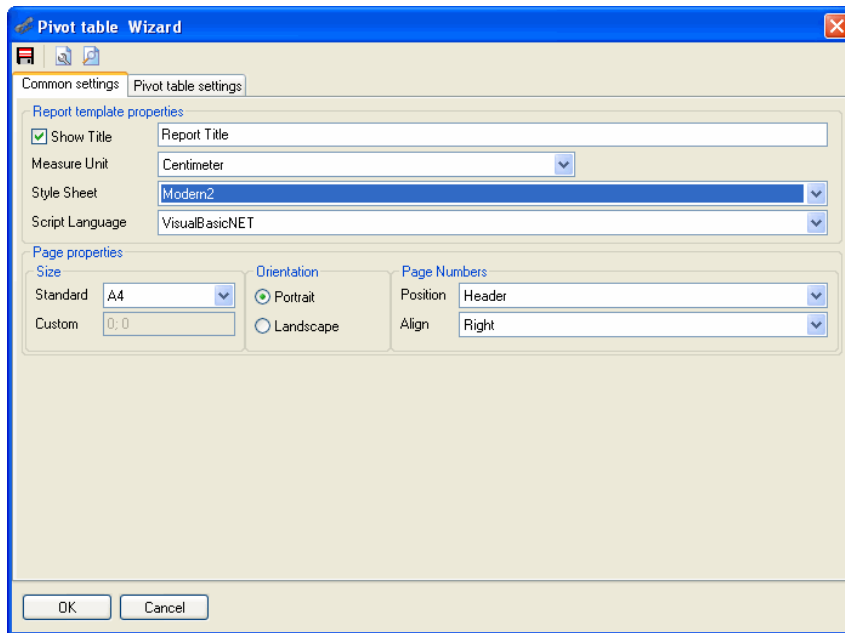 Pivot table Wizard
Common settings Pivot table settings
Report template properties
Show Title Report Title
Measure Unit Centimeter
Style Sheet Modern2
Script Language VisualBasicNET
Page properties
Size Orientation Page Numbers
Standard A4 Portrait Position Header
Custom 0; 0 Landscape Align Right
OK Cancel